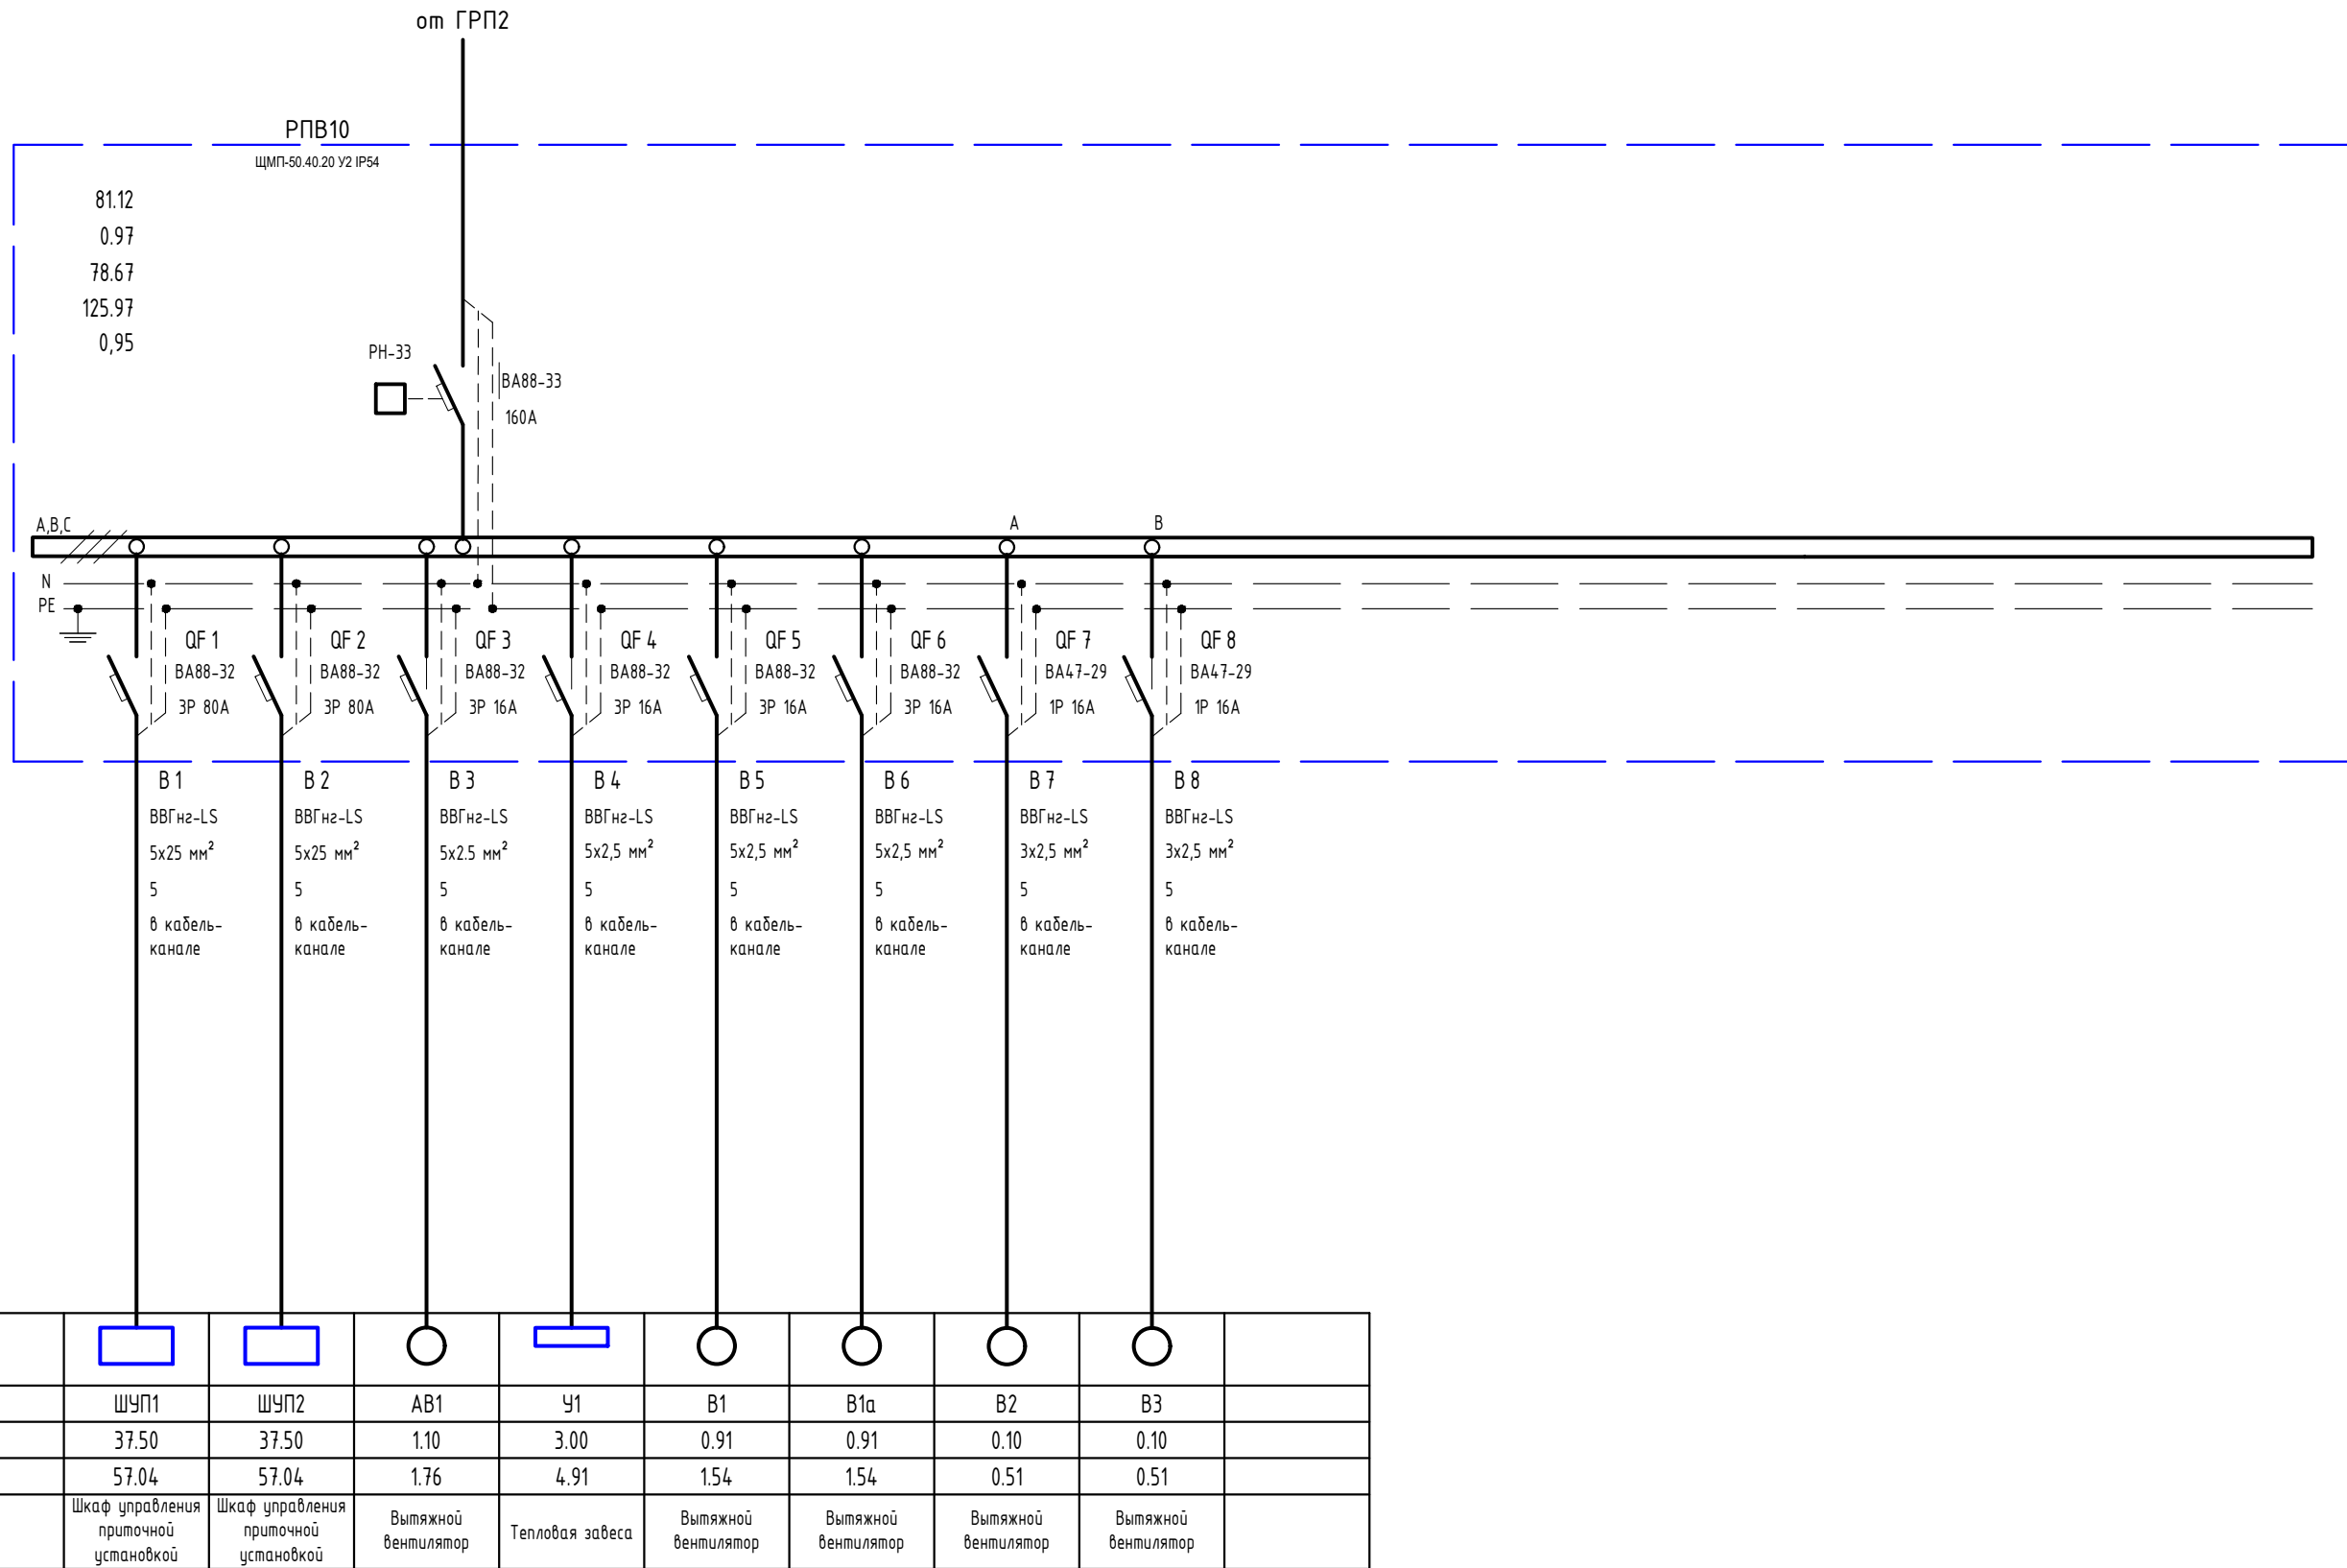 от ГРП2
РПВ10
ЩМП-50.40.20 У2 IP54
81.12
0.97
78.67
125.97
0,95
РН-33
ВА88-33
160А
А,В,С
А
В
N
PE
QF 1
QF 2
QF 3
QF 4
QF 5
QF 6
QF 7
QF 8
ВА88-32
ВА88-32
ВА88-32
ВА88-32
ВА88-32
ВА88-32
ВА47-29
ВА47-29
3Р 80А
3Р 80А
3Р 16А
3Р 16А
3Р 16А
3Р 16А
1Р 16А
1Р 16А
В 1
В 2
В 3
В 4
В 5
В 6
В 7
В 8
ВВГнг-LS
ВВГнг-LS
ВВГнг-LS
ВВГнг-LS
ВВГнг-LS
ВВГнг-LS
ВВГнг-LS
ВВГнг-LS
5х25 мм²
5х25 мм²
5х2.5 мм²
5х2,5 мм²
5х2,5 мм²
5х2,5 мм²
3х2,5 мм²
3х2,5 мм²
5
5
5
5
5
5
5
5
в кабель-
канале
в кабель-
канале
в кабель-
канале
в кабель-
канале
в кабель-
канале
в кабель-
канале
в кабель-
канале
в кабель-
канале
ШУП1 ШУП2 АВ1 У1 В1 В1а В2 В3
37.50 37.50 1.10 3.00 0.91 0.91 0.10 0.10
57.04 57.04 1.76 4.91 1.54 1.54 0.51 0.51
Шкаф управления
приточной
установкой
Шкаф управления
приточной
установкой
Вытяжной
вентилятор
Тепловая завеса
Вытяжной
вентилятор
Вытяжной
вентилятор
Вытяжной
вентилятор
Вытяжной
вентилятор